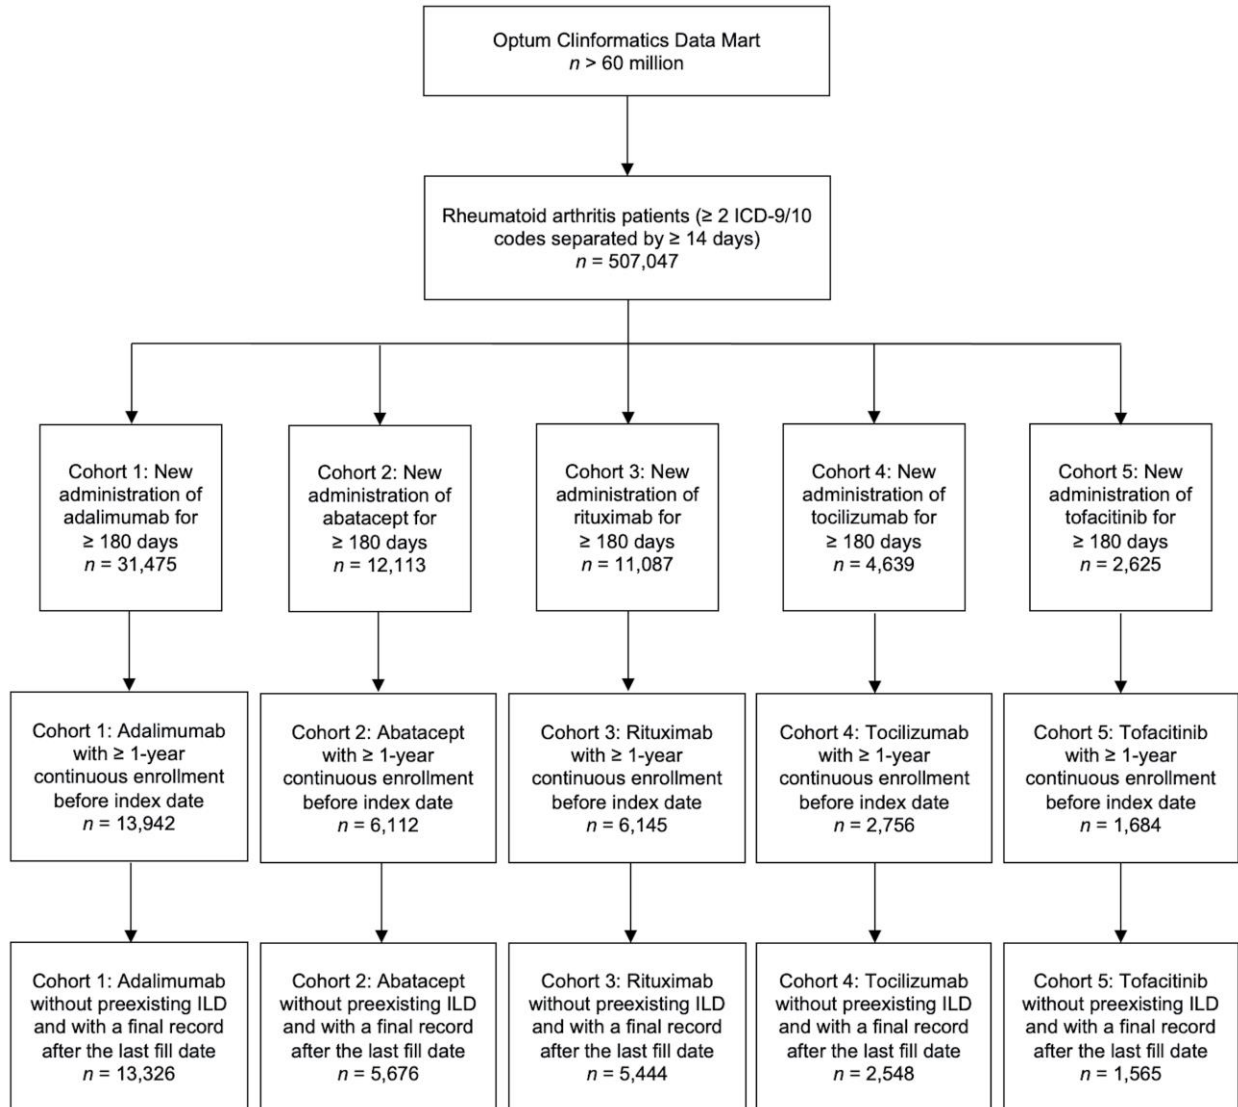 Optum Clinformatics Data Mart
n > 60 million
Rheumatoid arthritis patients (≥ 2 ICD-9/10
codes separated by ≥ 14 days)
n = 507,047
Cohort 1: New
administration of
adalimumab for
≥ 180 days
n = 31,475
Cohort 2: New
administration of
abatacept for
≥ 180 days
n = 12,113
Cohort 3: New
administration of
rituximab for
≥ 180 days
n = 11,087
Cohort 4: New
administration of
tocilizumab for
≥ 180 days
n = 4,639
Cohort 5: New
administration of
tofacitinib for
≥ 180 days
n = 2,625
Cohort 1: Adalimumab
with ≥ 1-year
continuous enrollment
before index date
n = 13,942
Cohort 2: Abatacept
with ≥ 1-year
continuous enrollment
before index date
n = 6,112
Cohort 3: Rituximab
with ≥ 1-year
continuous enrollment
before index date
n = 6,145
Cohort 4: Tocilizumab
with ≥ 1-year
continuous enrollment
before index date
n = 2,756
Cohort 5: Tofacitinib
with ≥ 1-year
continuous enrollment
before index date
n = 1,684
Cohort 1: Adalimumab
without preexisting ILD
and with a final record
after the last fill date
n = 13,326
Cohort 2: Abatacept
without preexisting ILD
and with a final record
after the last fill date
n = 5,676
Cohort 3: Rituximab
without preexisting ILD
and with a final record
after the last fill date
n = 5,444
Cohort 4: Tocilizumab
without preexisting ILD
and with a final record
after the last fill date
n = 2,548
Cohort 5: Tofacitinib
without preexisting ILD
and with a final record
after the last fill date
n = 1,565